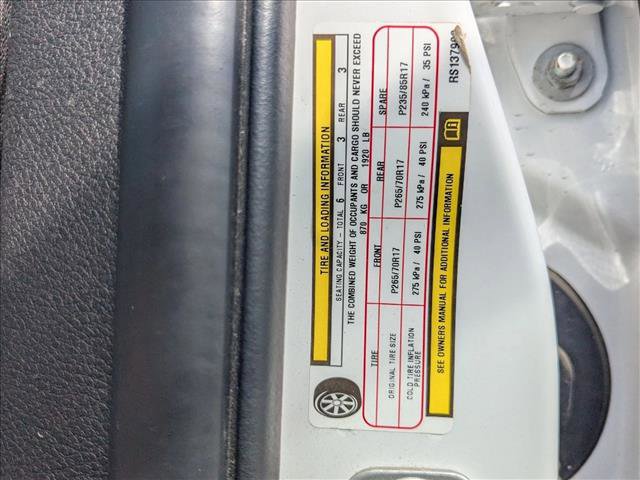 TIRE AND LOADING INFORMATION
SEATING CAPACITY - TOTAL 6 FRONT 3 REAR 3
THE COMBINED WEIGHT OF OCCUPANTS AND CARGO SHOULD NEVER EXCEED
870 KG OR 1920 LB
TIRE FRONT REAR SPARE
ORIGINAL TIRE SIZE P265/70R17 P265/70R17 P235/85R17
COLD TIRE INFLATION PRESSURE 275 kPa / 40 PSI 275 kPa / 40 PSI 240 kPa / 35 PSI
SEE OWNERS MANUAL FOR ADDITIONAL INFORMATION
RS1379